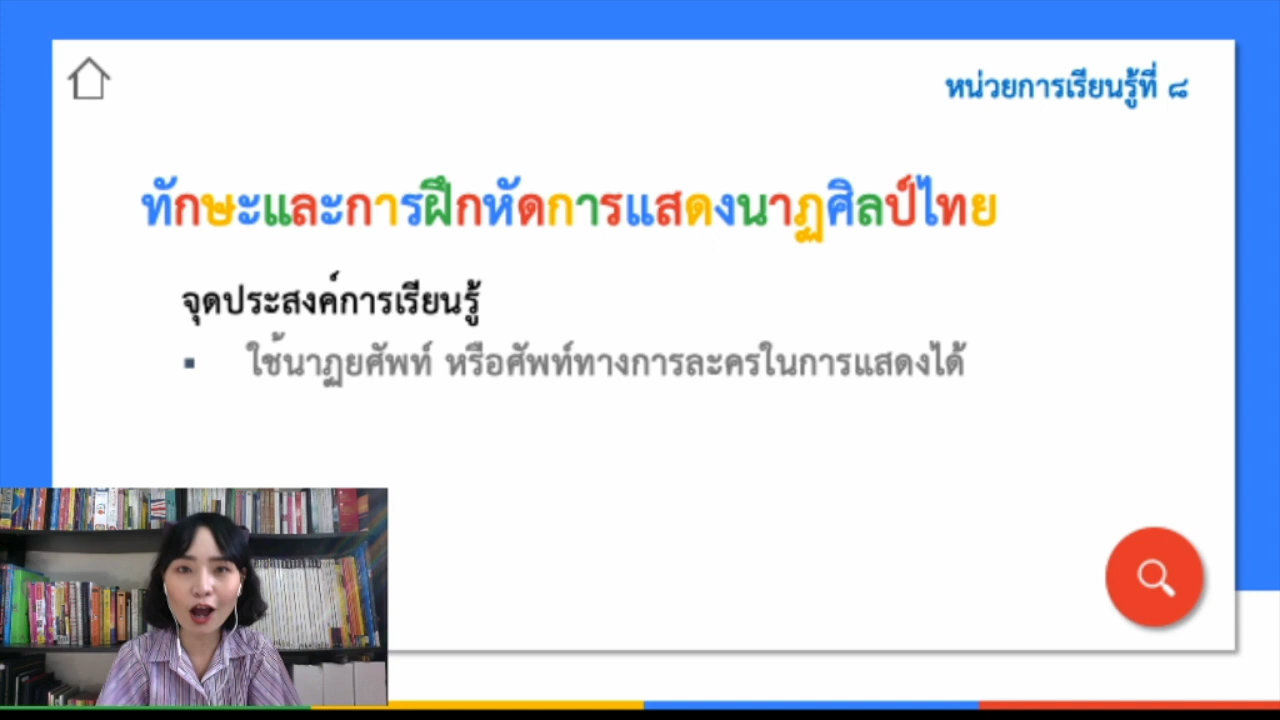 หน่วยการเรียนรู้ที่ ๘
ทักษะและการฝึกหัดการแสดงนาฏศิลป์ไทย
จุดประสงค์การเรียนรู้
▪ ใช้นาฏยศัพท์ หรือศัพท์ทางการละครในการแสดงได้